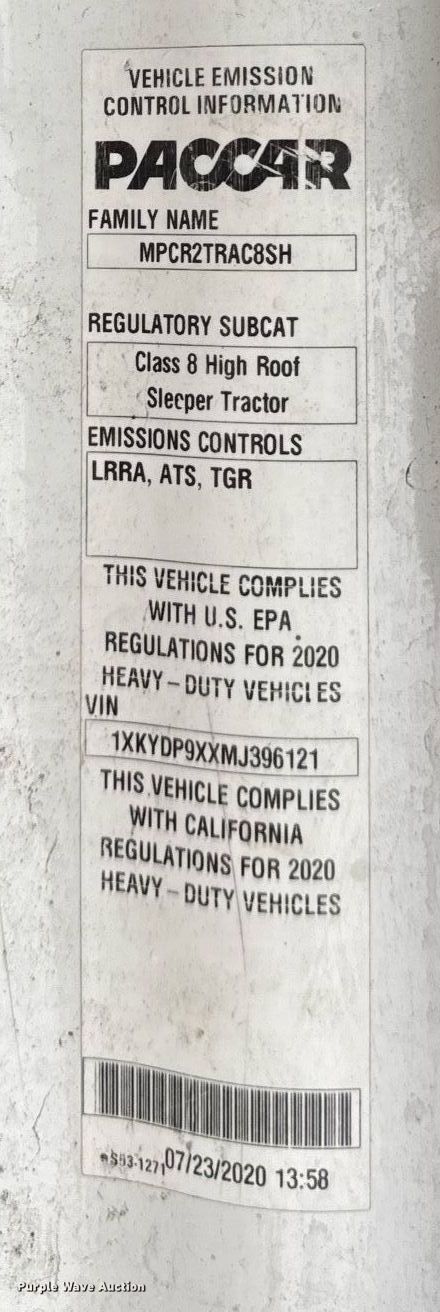 VEHICLE EMISSION
CONTROL INFORMATION
PACCAR
FAMILY NAME
MPCR2TRAC8SH
REGULATORY SUBCAT
Class 8 High Roof
Sleeper Tractor
EMISSIONS CONTROLS
LRRA, ATS, TGR
THIS VEHICLE COMPLIES
WITH U.S. EPA
REGULATIONS FOR 2020
HEAVY-DUTY VEHICLES
VIN
1XKYDP9XXMJ396121
THIS VEHICLE COMPLIES
WITH CALIFORNIA
REGULATIONS FOR 2020
HEAVY-DUTY VEHICLES
07/23/2020 13:58
Purple Wave Auction